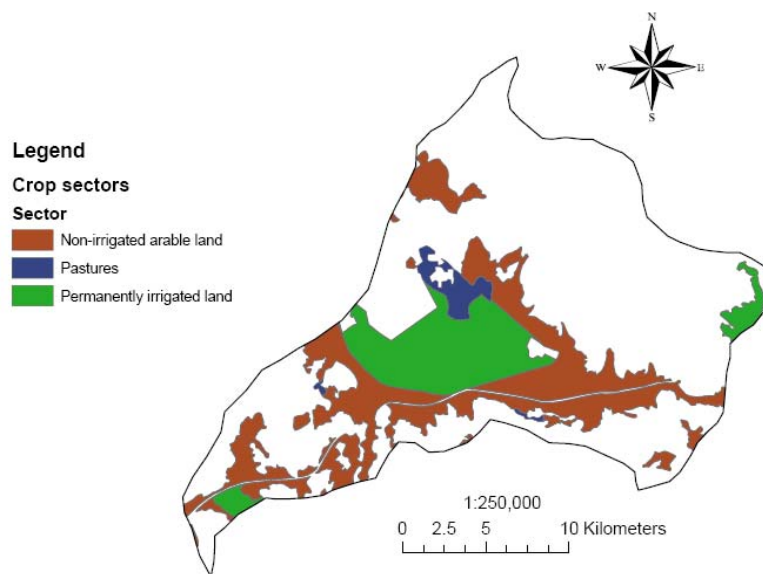 N
W E
S
Legend
Crop sectors
Sector
Non-irrigated arable land
Pastures
Permanently irrigated land
1:250,000
0 2.5 5 10 Kilometers